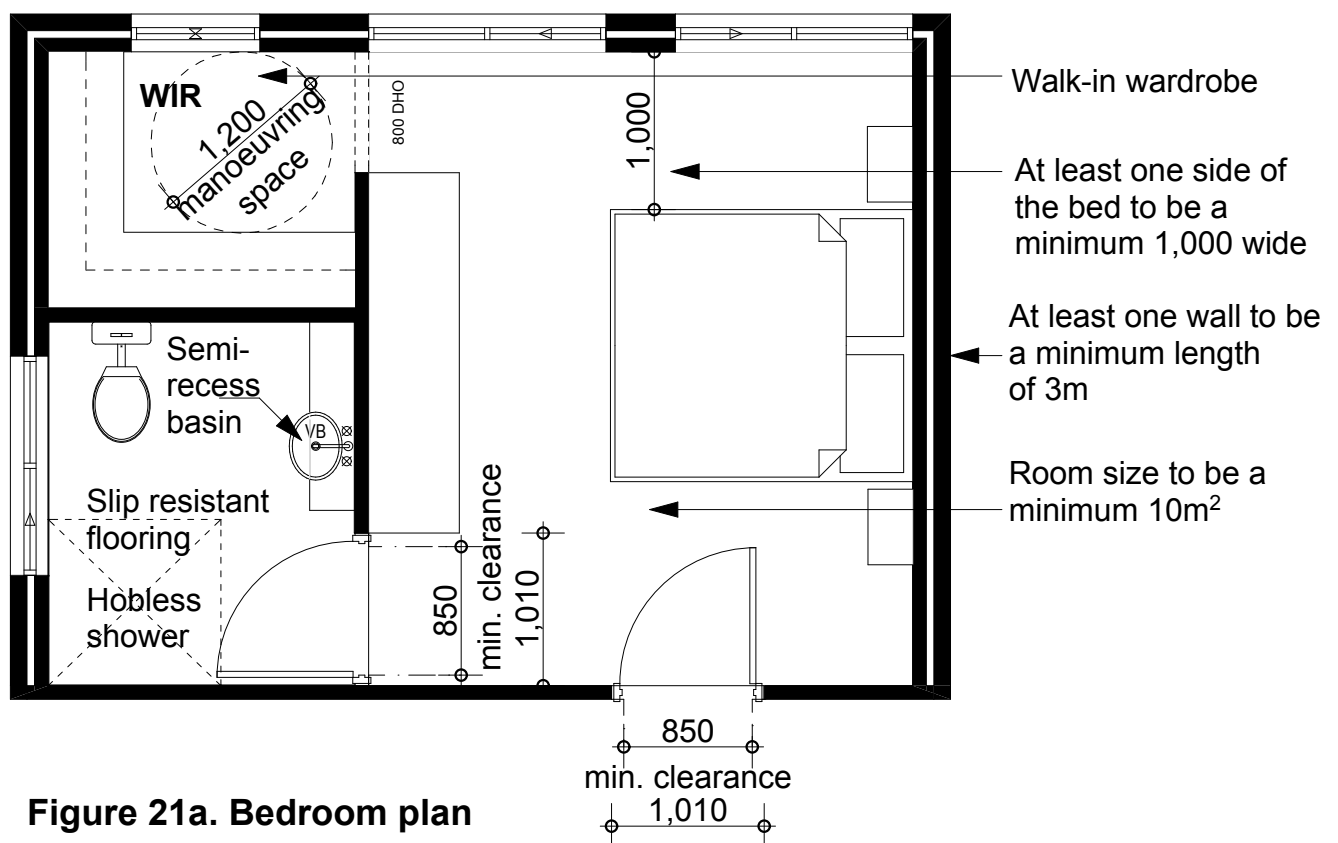 WIR
1,200
manoeuvring
space
800 DHO
1,000
Walk-in wardrobe
At least one side of
the bed to be a
minimum 1,000 wide
At least one wall to be
a minimum length
of 3m
Room size to be a
minimum 10m²
Semi-
recess
basin
VB
Slip resistant
flooring
Hobless
shower
850
min. clearance
1,010
850
min. clearance
1,010
Figure 21a. Bedroom plan